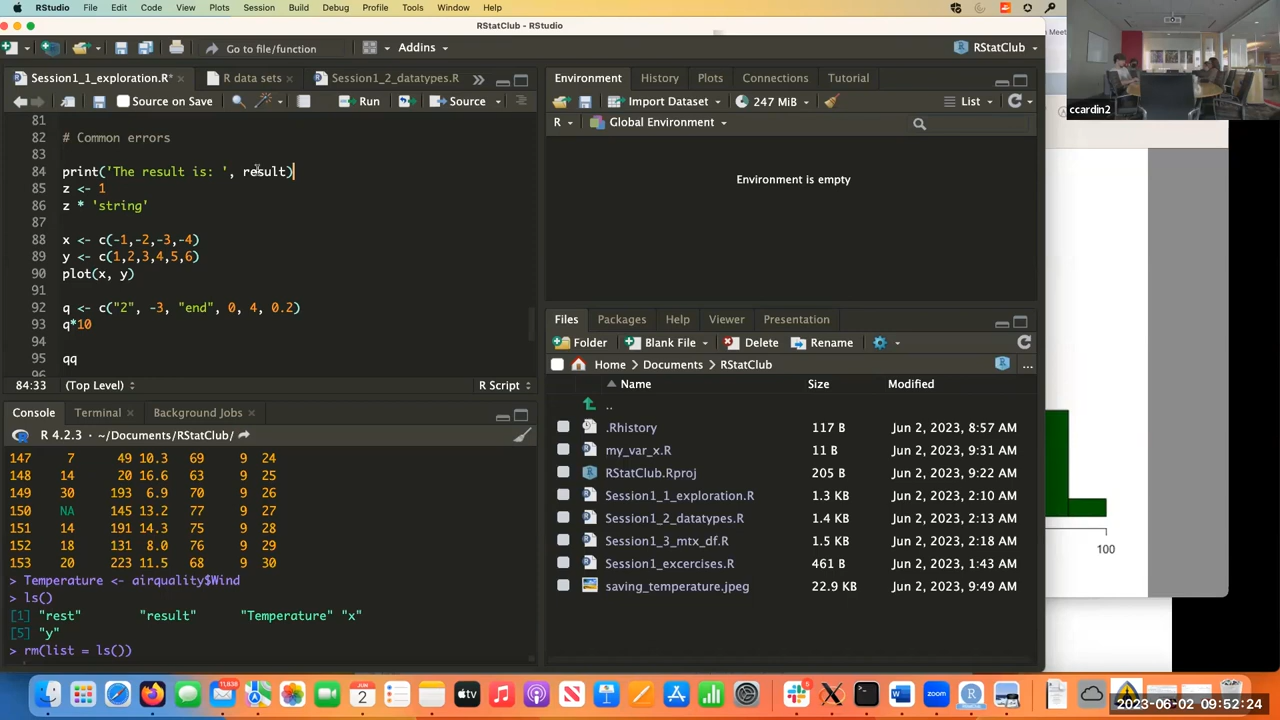 RStudio File Edit Code View Plots Session Build Debug Profile Tools Window Help
RStatClub - RStudio
Go to file/function Addins RStatClub
Session1_1_exploration.R* R data sets Session1_2_datatypes.R
Source on Save Run Source
81
82 # Common errors
83
84 print('The result is: ', result)
85 z <- 1
86 z * 'string'
87
88 x <- c(-1,-2,-3,-4)
89 y <- c(1,2,3,4,5,6)
90 plot(x, y)
91
92 q <- c("2", -3, "end", 0, 4, 0.2)
93 q*10
94
95 qq
96
84:33 (Top Level) R Script
Console Terminal Background Jobs
R 4.2.3 · ~/Documents/RStatClub/
147 7 49 10.3 69 9 24
148 14 20 16.6 63 9 25
149 30 193 6.9 70 9 26
150 NA 145 13.2 77 9 27
151 14 191 14.3 75 9 28
152 18 131 8.0 76 9 29
153 20 223 11.5 68 9 30
> Temperature <- airquality$Wind
> ls()
[1] "rest" "result" "Temperature" "x"
[5] "y"
> rm(list = ls())
Environment History Plots Connections Tutorial
Import Dataset 247 MiB List
R Global Environment
Environment is empty
Files Packages Help Viewer Presentation
Folder Blank File Delete Rename
Home Documents RStatClub ...
Name Size Modified
..
.Rhistory 117 B Jun 2, 2023, 8:57 AM
my_var_x.R 11 B Jun 2, 2023, 9:31 AM
RStatClub.Rproj 205 B Jun 2, 2023, 9:22 AM
Session1_1_exploration.R 1.3 KB Jun 2, 2023, 2:10 AM
Session1_2_datatypes.R 1.4 KB Jun 2, 2023, 2:13 AM
Session1_3_mtx_df.R 1.5 KB Jun 2, 2023, 2:18 AM
Session1_excercises.R 461 B Jun 2, 2023, 1:43 AM
saving_temperature.jpeg 22.9 KB Jun 2, 2023, 9:49 AM
ccardin2
100
11,836
JUN
2
tv
zoom
2023-06-02 09:52:24